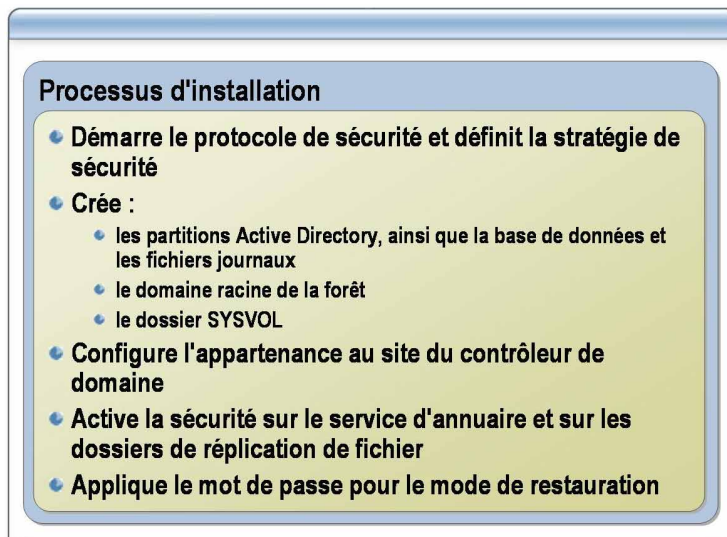 Processus d'installation
Démarre le protocole de sécurité et définit la stratégie de
sécurité
Crée :
les partitions Active Directory, ainsi que la base de données et
les fichiers journaux
le domaine racine de la forêt
le dossier SYSVOL
Configure l'appartenance au site du contrôleur de
domaine
Active la sécurité sur le service d'annuaire et sur les
dossiers de réplication de fichier
Applique le mot de passe pour le mode de restauration